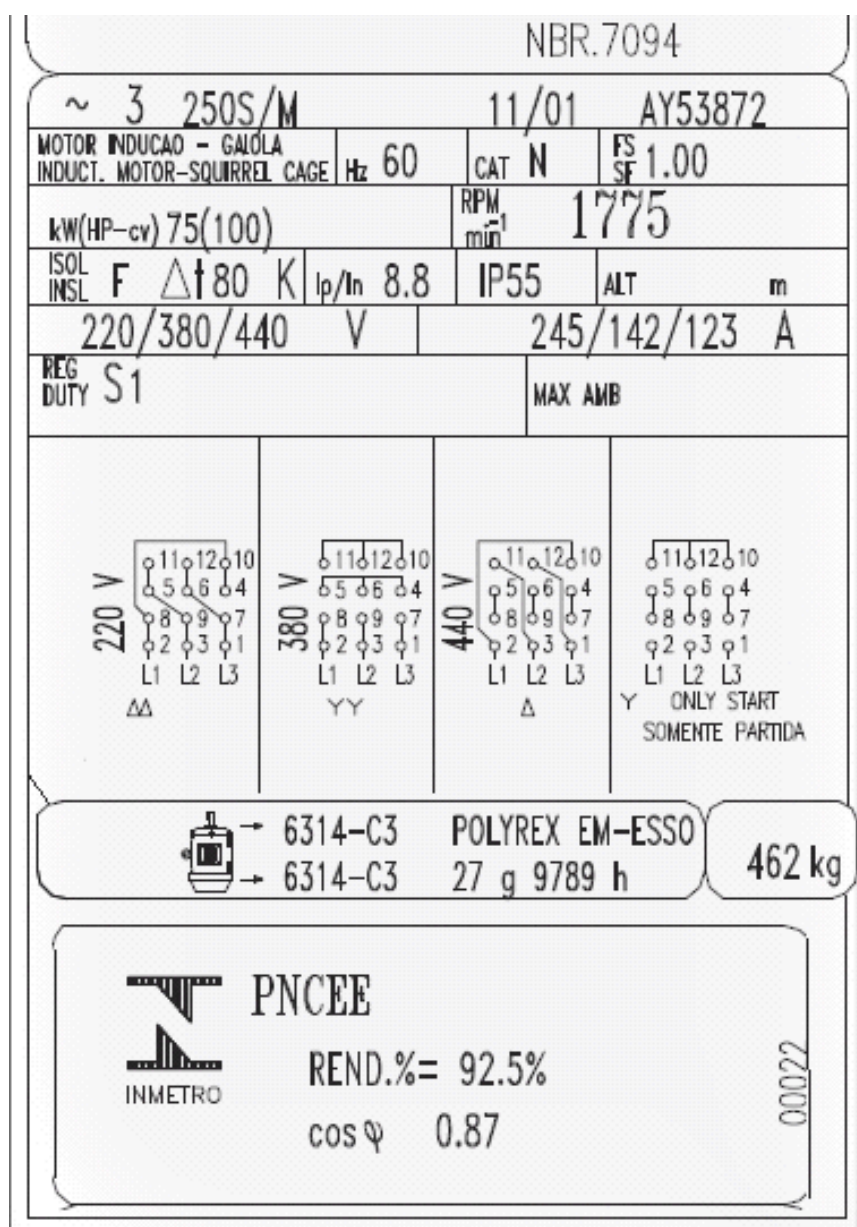 NBR.7094
~ 3 250S/M 11/01 AY53872
MOTOR INDUCAO - GAIOLA
INDUCT. MOTOR-SQUIRREL CAGE Hz 60 CAT N FS SF 1.00
kW(HP-cv) 75(100) RPM min-1 1775
ISOL INSL F Δt 80 K Ip/In 8.8 IP55 ALT m
220/380/440 V 245/142/123 A
REG DUTY S1 MAX AMB
220 V
11 12 10
5 6 4
8 9 7
2 3 1
L1 L2 L3
ΔΔ
380 V
11 12 10
5 6 4
8 9 7
2 3 1
L1 L2 L3
YY
440 V
11 12 10
5 6 4
8 9 7
2 3 1
L1 L2 L3
Δ
11 12 10
5 6 4
8 9 7
2 3 1
L1 L2 L3
Y ONLY START
SOMENTE PARTIDA
6314-C3 POLYREX EM-ESSO
6314-C3 27 g 9789 h
462 kg
PNCEE
INMETRO
REND.%= 92.5%
cos φ 0.87
00022